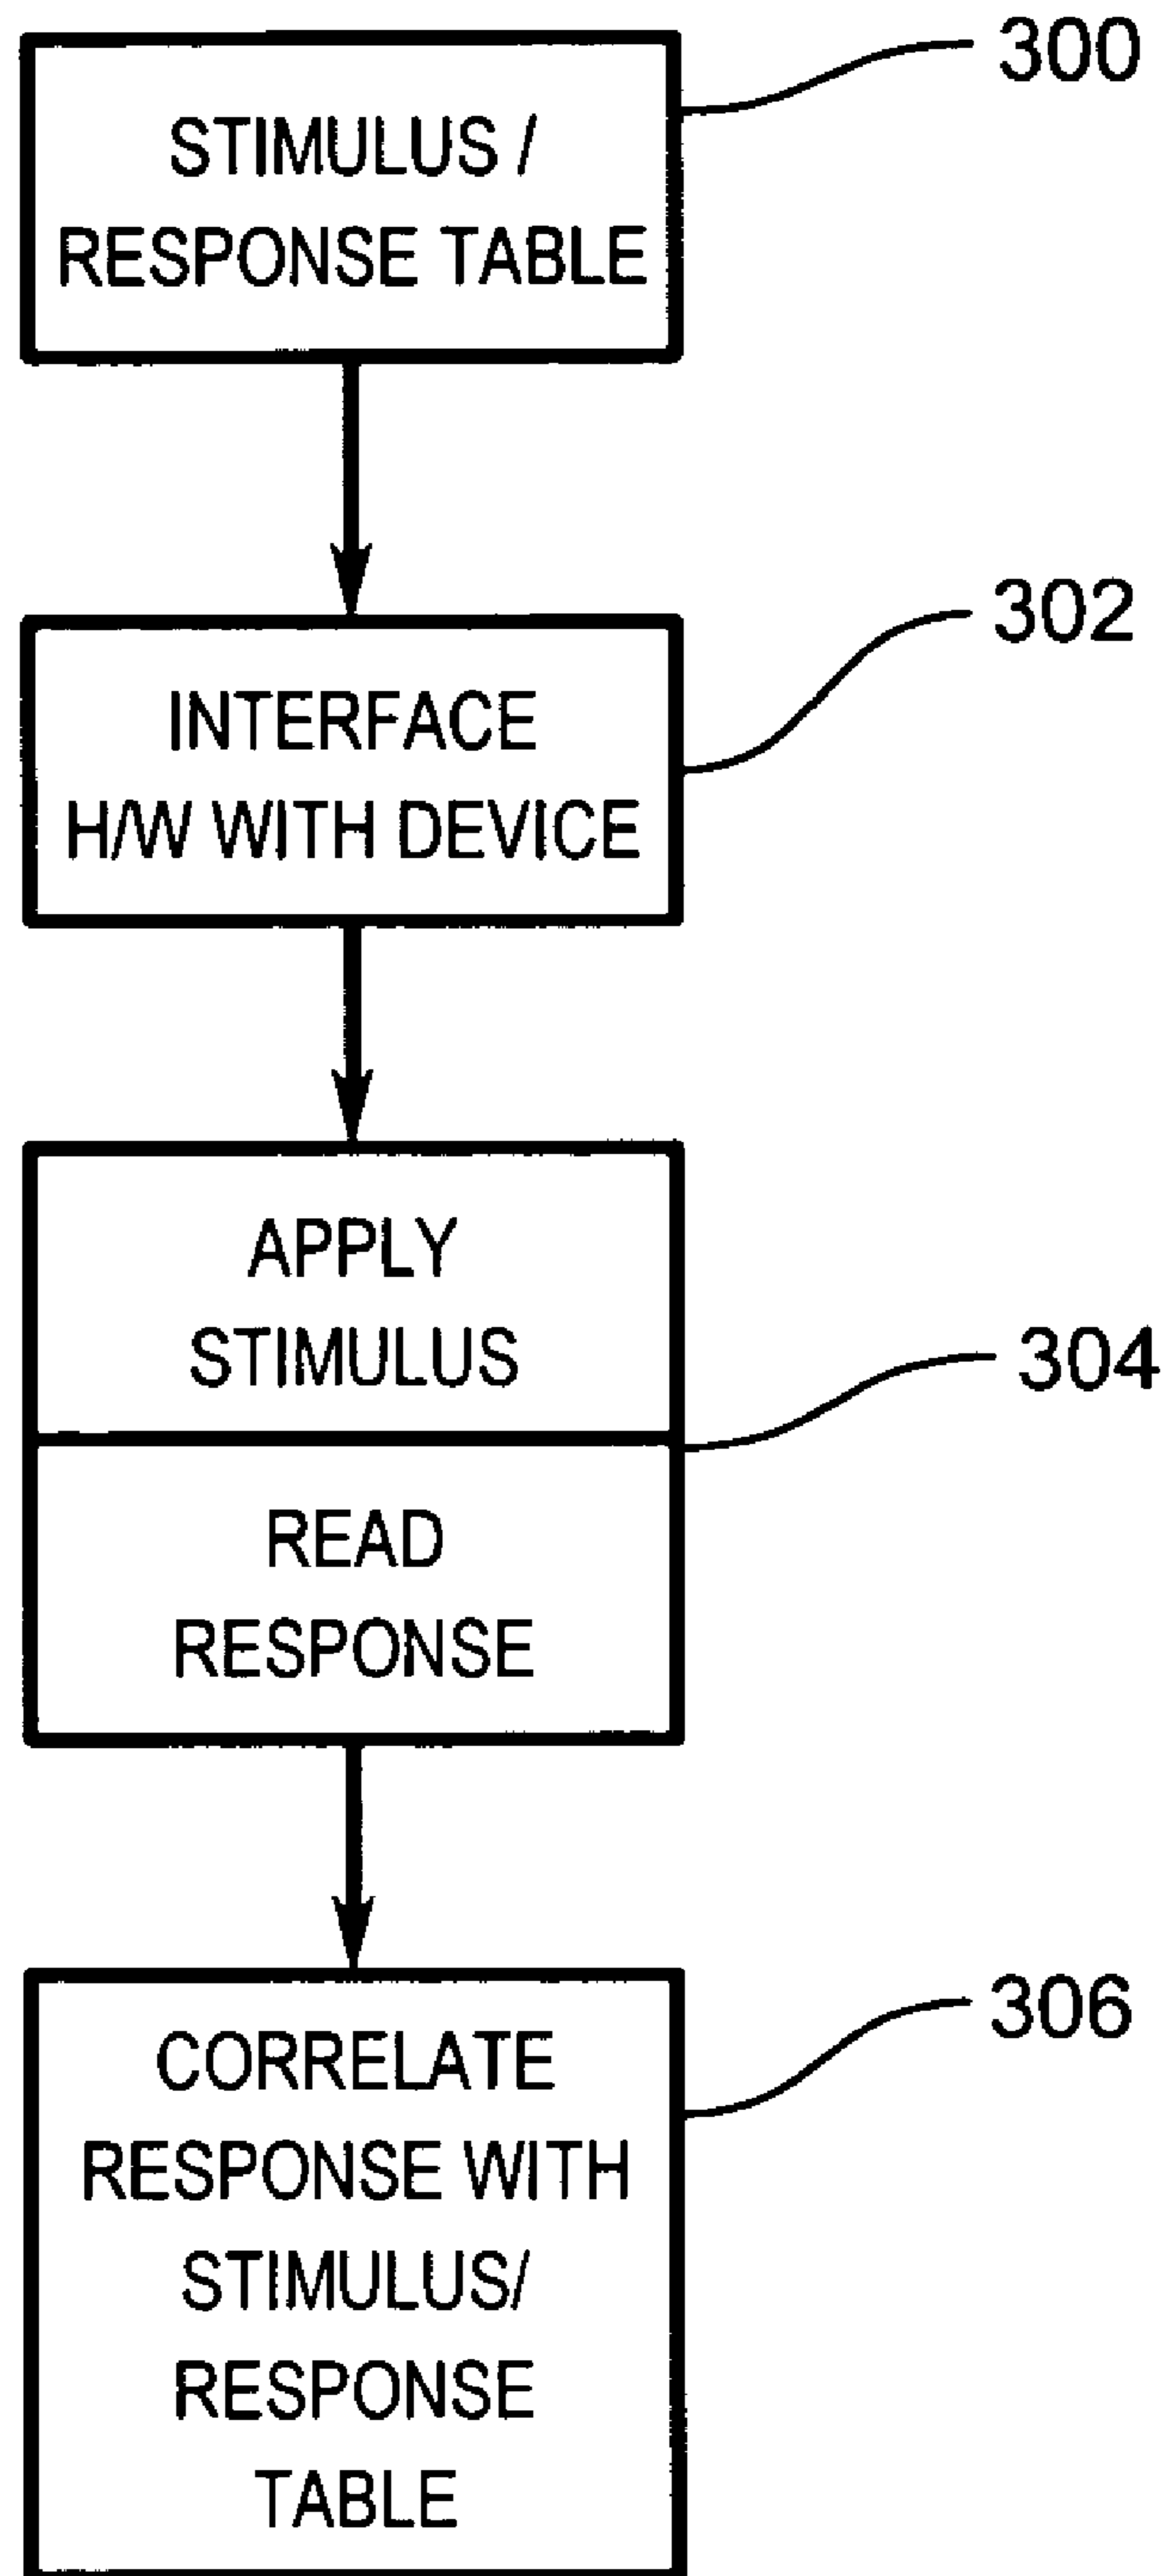 300
STIMULUS /
RESPONSE TABLE
302
INTERFACE
H/W WITH DEVICE
APPLY
STIMULUS
304
READ
RESPONSE
306
CORRELATE
RESPONSE WITH
STIMULUS/
RESPONSE
TABLE